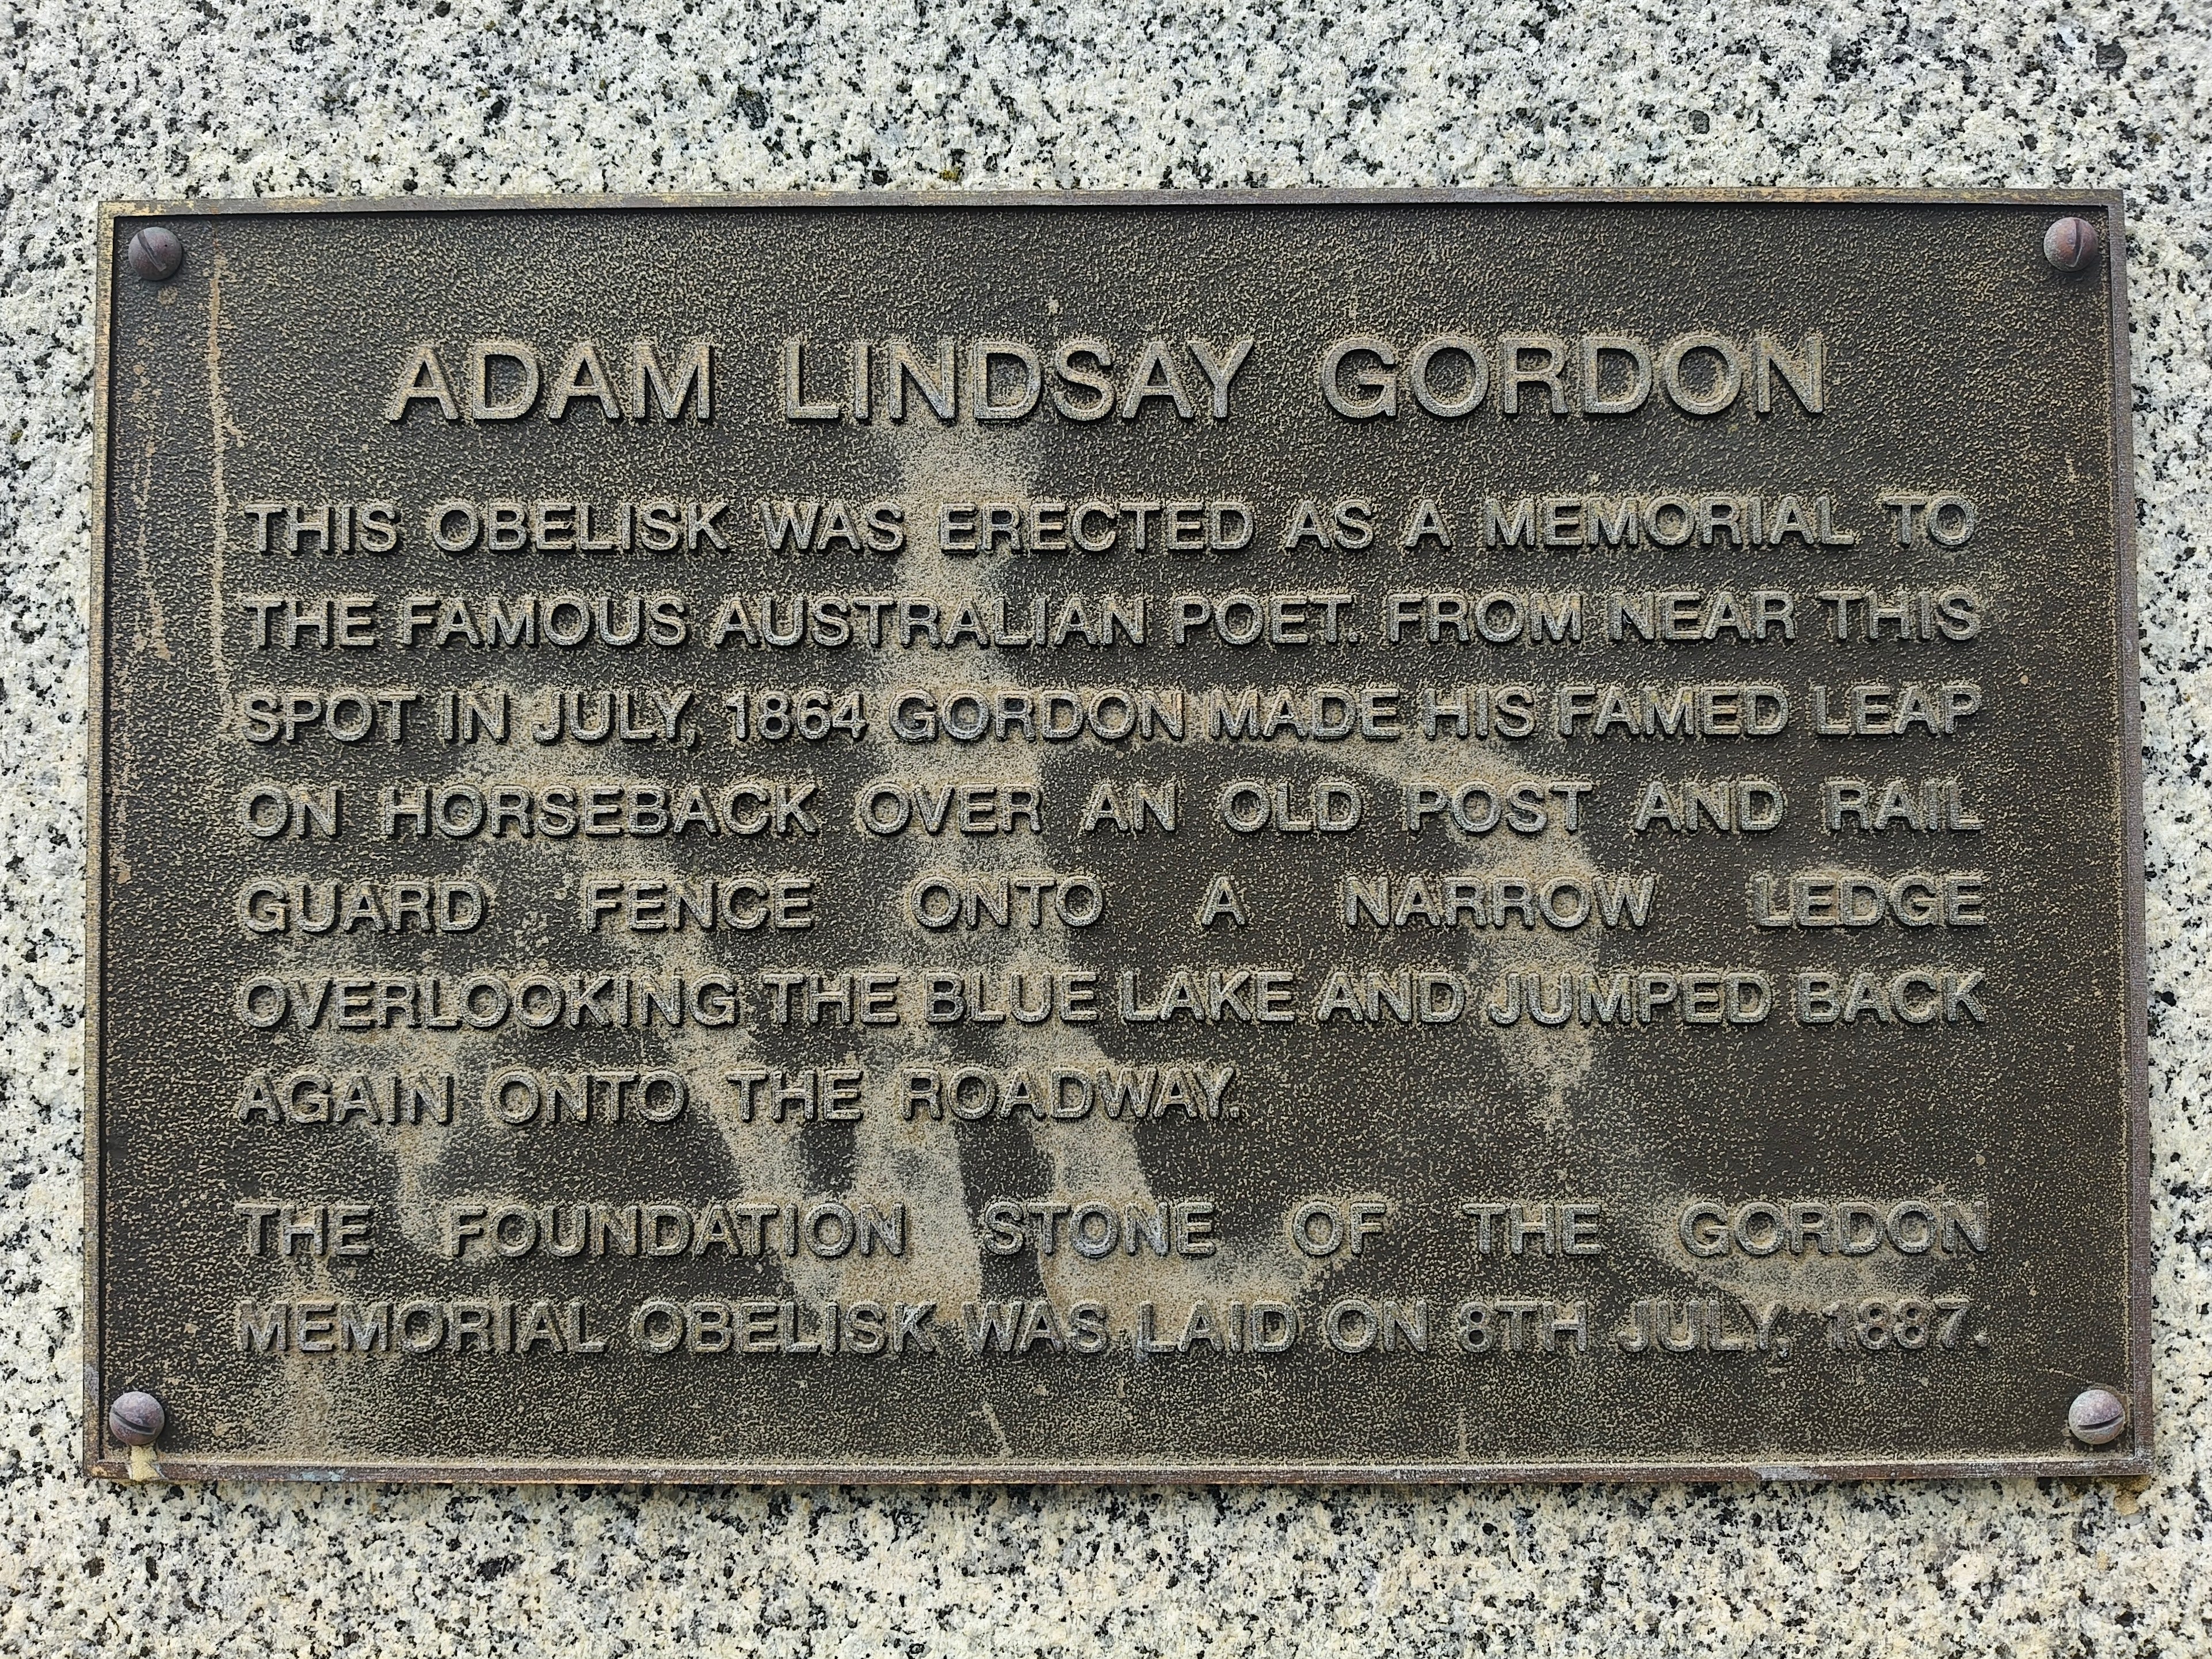 ADAM LINDSAY GORDON
THIS OBELISK WAS ERECTED AS A MEMORIAL TO
THE FAMOUS AUSTRALIAN POET. FROM NEAR THIS
SPOT IN JULY, 1864 GORDON MADE HIS FAMED LEAP
ON HORSEBACK OVER AN OLD POST AND RAIL
GUARD FENCE ONTO A NARROW LEDGE
OVERLOOKING THE BLUE LAKE AND JUMPED BACK
AGAIN ONTO THE ROADWAY.
THE FOUNDATION STONE OF THE GORDON
MEMORIAL OBELISK WAS LAID ON 8TH JULY, 1887.